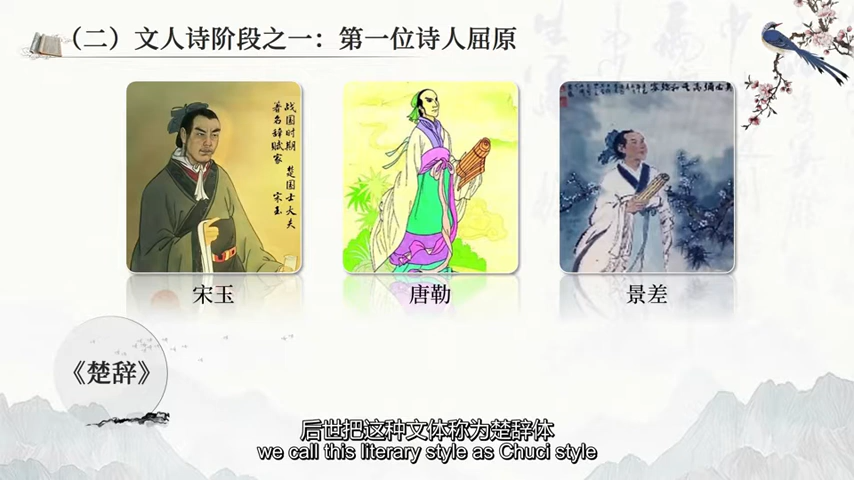 （二）文人诗阶段之一：第一位诗人屈原
战国时期
著名辞赋家
楚国士大夫
宋玉
宋玉
唐勒
景差
《楚辞》
后世把这种文体称为楚辞体
we call this literary style as Chuci style